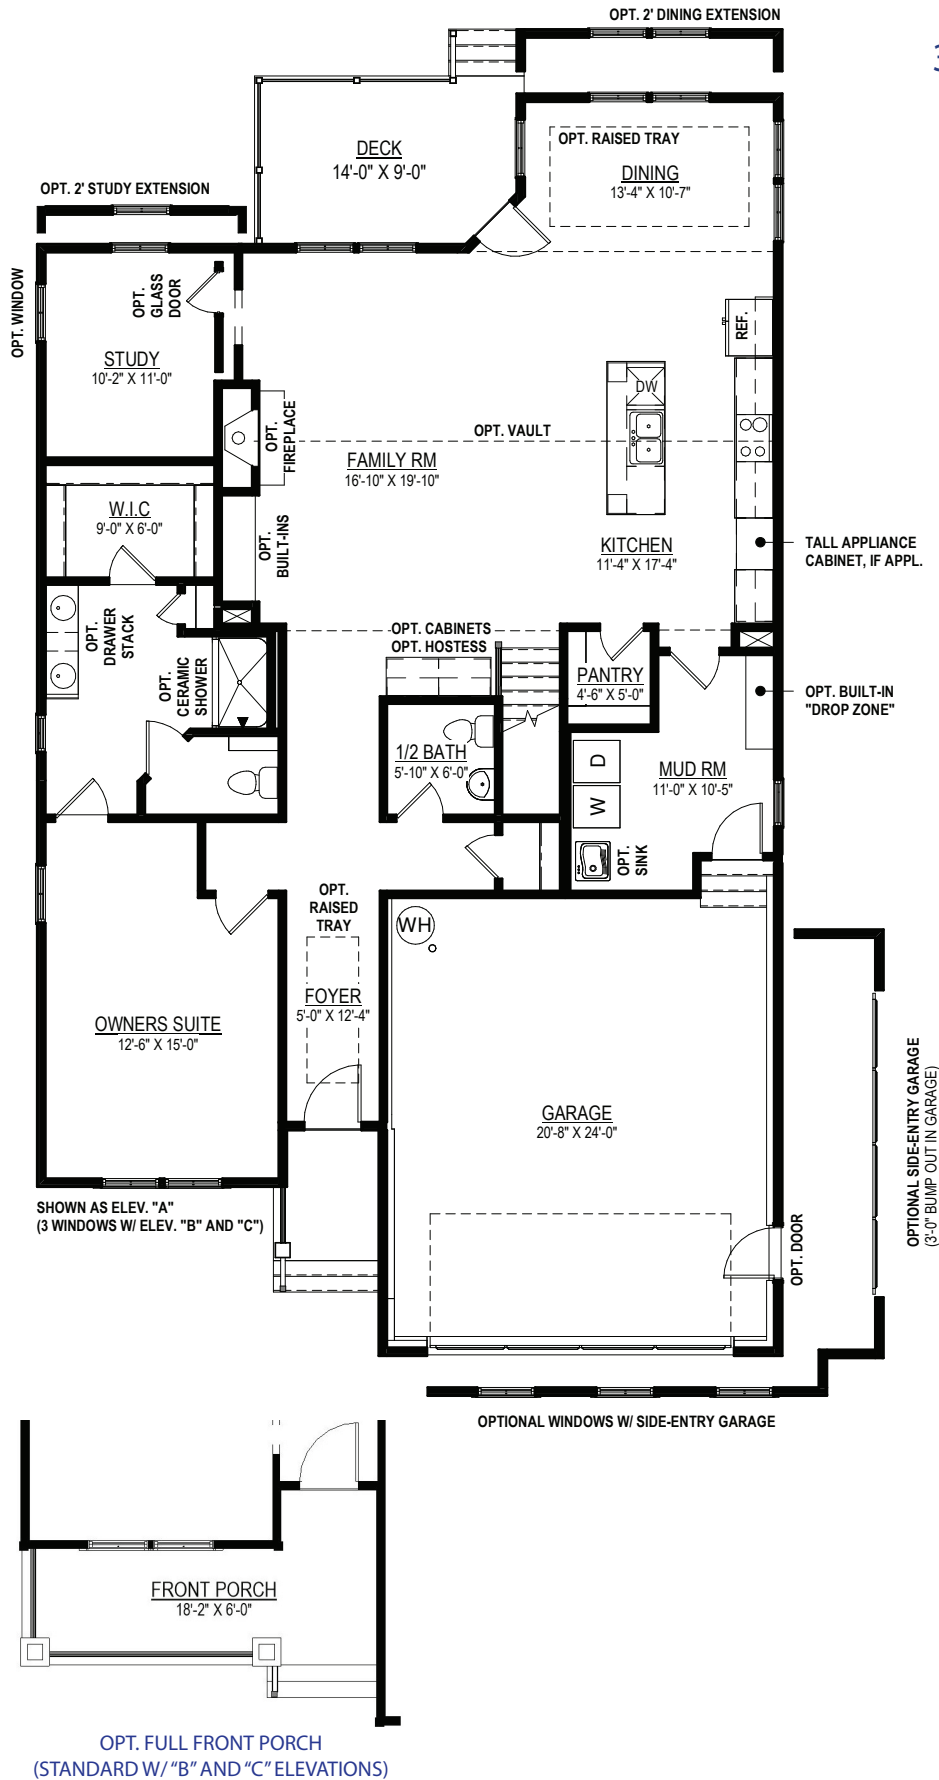 OPT. 2' DINING EXTENSION
3
OPT. RAISED TRAY
DINING
13'-4" X 10'-7"
DECK
14'-0" X 9'-0"
OPT. 2' STUDY EXTENSION
OPT. WINDOW
OPT.
GLASS
DOOR
STUDY
10'-2" X 11'-0"
REF.
DW
OPT.
FIREPLACE
OPT. VAULT
FAMILY RM
16'-10" X 19'-10"
W.I.C
9'-0" X 6'-0"
OPT.
BUILT-INS
KITCHEN
11'-4" X 17'-4"
TALL APPLIANCE
CABINET, IF APPL.
OPT.
DRAWER
STACK
OPT.
CERAMIC
SHOWER
OPT. CABINETS
OPT. HOSTESS
PANTRY
4'-6" X 5'-0"
OPT. BUILT-IN
"DROP ZONE"
1/2 BATH
5'-10" X 6'-0"
D
W
MUD RM
11'-0" X 10'-5"
OPT.
SINK
OPT.
RAISED
TRAY
WH
FOYER
5'-0" X 12'-4"
OWNERS SUITE
12'-6" X 15'-0"
GARAGE
20'-8" X 24'-0"
OPTIONAL SIDE-ENTRY GARAGE
(3'-0" BUMP OUT IN GARAGE)
SHOWN AS ELEV. "A"
(3 WINDOWS W/ ELEV. "B" AND "C")
OPT. DOOR
OPTIONAL WINDOWS W/ SIDE-ENTRY GARAGE
FRONT PORCH
18'-2" X 6'-0"
OPT. FULL FRONT PORCH
(STANDARD W/ “B” AND “C” ELEVATIONS)